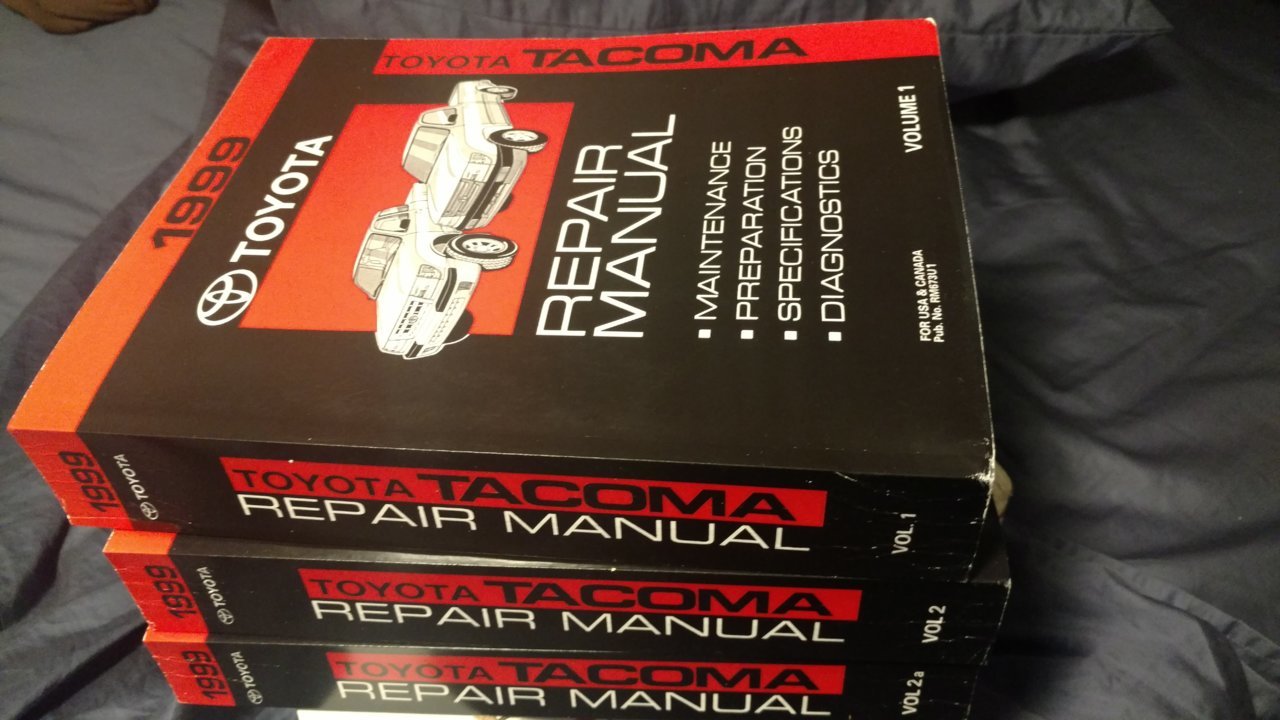 1999
TOYOTA TACOMA
TOYOTA
REPAIR
MANUAL
▪ MAINTENANCE
▪ PREPARATION
▪ SPECIFICATIONS
▪ DIAGNOSTICS
VOLUME 1
FOR USA & CANADA
Pub. No. RM673U1
1999
TOYOTA
TOYOTA TACOMA
REPAIR MANUAL
VOL. 1
1999
TOYOTA
TOYOTA TACOMA
REPAIR MANUAL
VOL 2
1999
TOYOTA
TOYOTA TACOMA
REPAIR MANUAL
VOL 2a